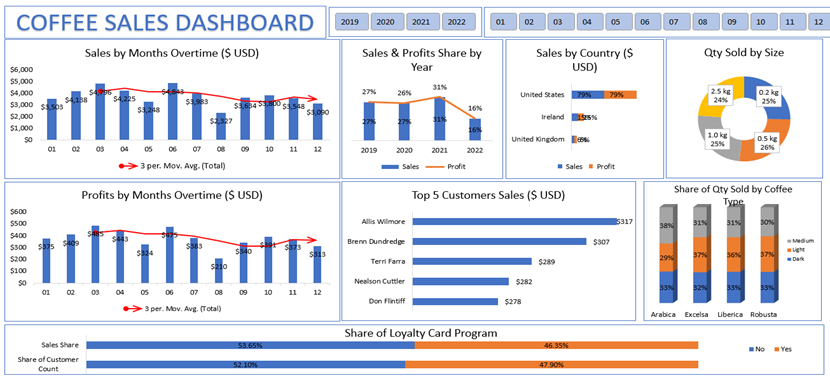 COFFEE SALES DASHBOARD
2019 2020 2021 2022
01 02 03 04 05 06 07 08 09 10 11 12
Sales by Months Overtime ($ USD)
$6,000
$5,000
$4,000
$3,000
$2,000
$1,000
$0
$3,503 $4,138 $4,796 $4,225 $3,248 $4,843 $3,983 $2,327 $3,634 $3,800 $3,548 $3,090
01 02 03 04 05 06 07 08 09 10 11 12
3 per. Mov. Avg. (Total)
Sales & Profits Share by
Year
27% 26% 31% 16%
27% 27% 31% 16%
2019 2020 2021 2022
Sales Profit
Sales by Country ($
USD)
United States 79% 79%
Ireland
United Kingdom
Sales Profit
Qty Sold by Size
2.5 kg
24%
0.2 kg
25%
1.0 kg
25%
0.5 kg
26%
Profits by Months Overtime ($ USD)
$600
$500
$400
$300
$200
$100
$0
$375 $409 $485 $443 $324 $475 $383 $210 $340 $391 $373 $313
01 02 03 04 05 06 07 08 09 10 11 12
3 per. Mov. Avg. (Total)
Top 5 Customers Sales ($ USD)
Allis Wilmore $317
Brenn Dundredge $307
Terri Farra $289
Nealson Cuttler $282
Don Flintiff $278
Share of Qty Sold by Coffee
Type
38% 31% 31% 30%
29% 37% 36% 37%
33% 32% 33% 33%
Arabica Excelsa Liberica Robusta
Medium
Light
Dark
Share of Loyalty Card Program
Sales Share 53.65% 46.35%
Share of Customer
Count
52.10% 47.90%
No Yes